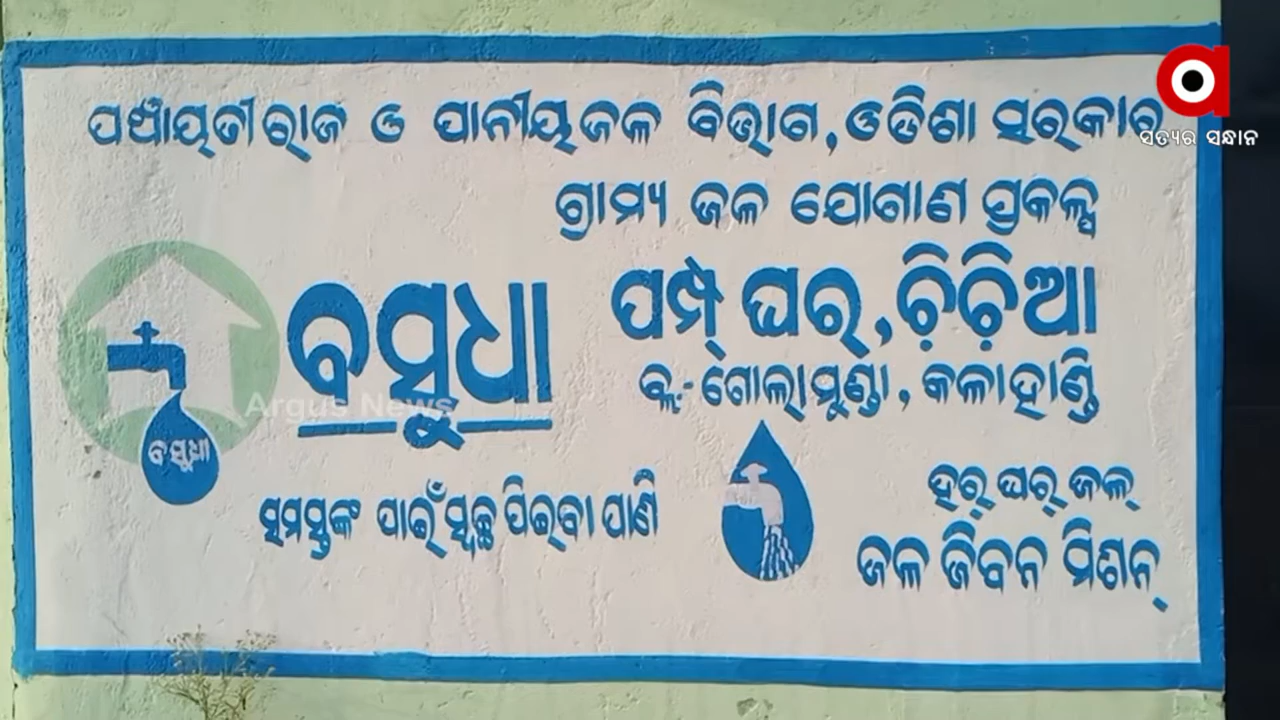 ପଞ୍ଚାୟତୀରାଜ ଓ ପାନୀୟଜଳ ବିଭାଗ, ଓଡିଶା ସରକାର
ସତ୍ୟର ସନ୍ଧାନ
ଗ୍ରାମ୍ୟ ଜଳ ଯୋଗାଣ ପ୍ରକଳ୍ପ
ବସୁଧା
ପମ୍ପ୍ ଘର୍, ଚ଼ିଚ଼ିଆ
ବ୍ଲ:- ଗୋଲାମୁଣ୍ଡା, କଳାହାଣ୍ଡି
Argus News
ବସୁଧା
ସମସ୍ତଙ୍କ ପାଇଁ ସ୍ୱଚ୍ଛ ପିଇବା ପାଣି
ହର୍ ଘର୍ ଜଲ୍
ଜଳ ଜିବନ ମିଶନ୍